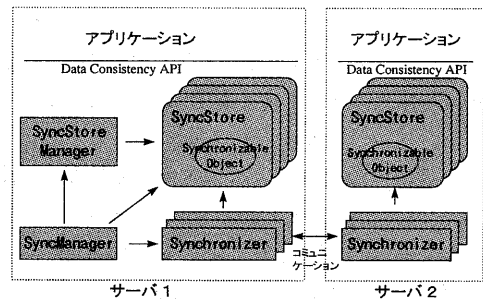 アプリケーション
Data Consistency API
SyncStore
Synchronizable
Object
SyncStore
Manager
SyncManager
Synchronizer
コミュニ
ケーション
サーバ 1
アプリケーション
Data Consistency API
SyncStore
Synchronizable
Object
Synchronizer
サーバ 2